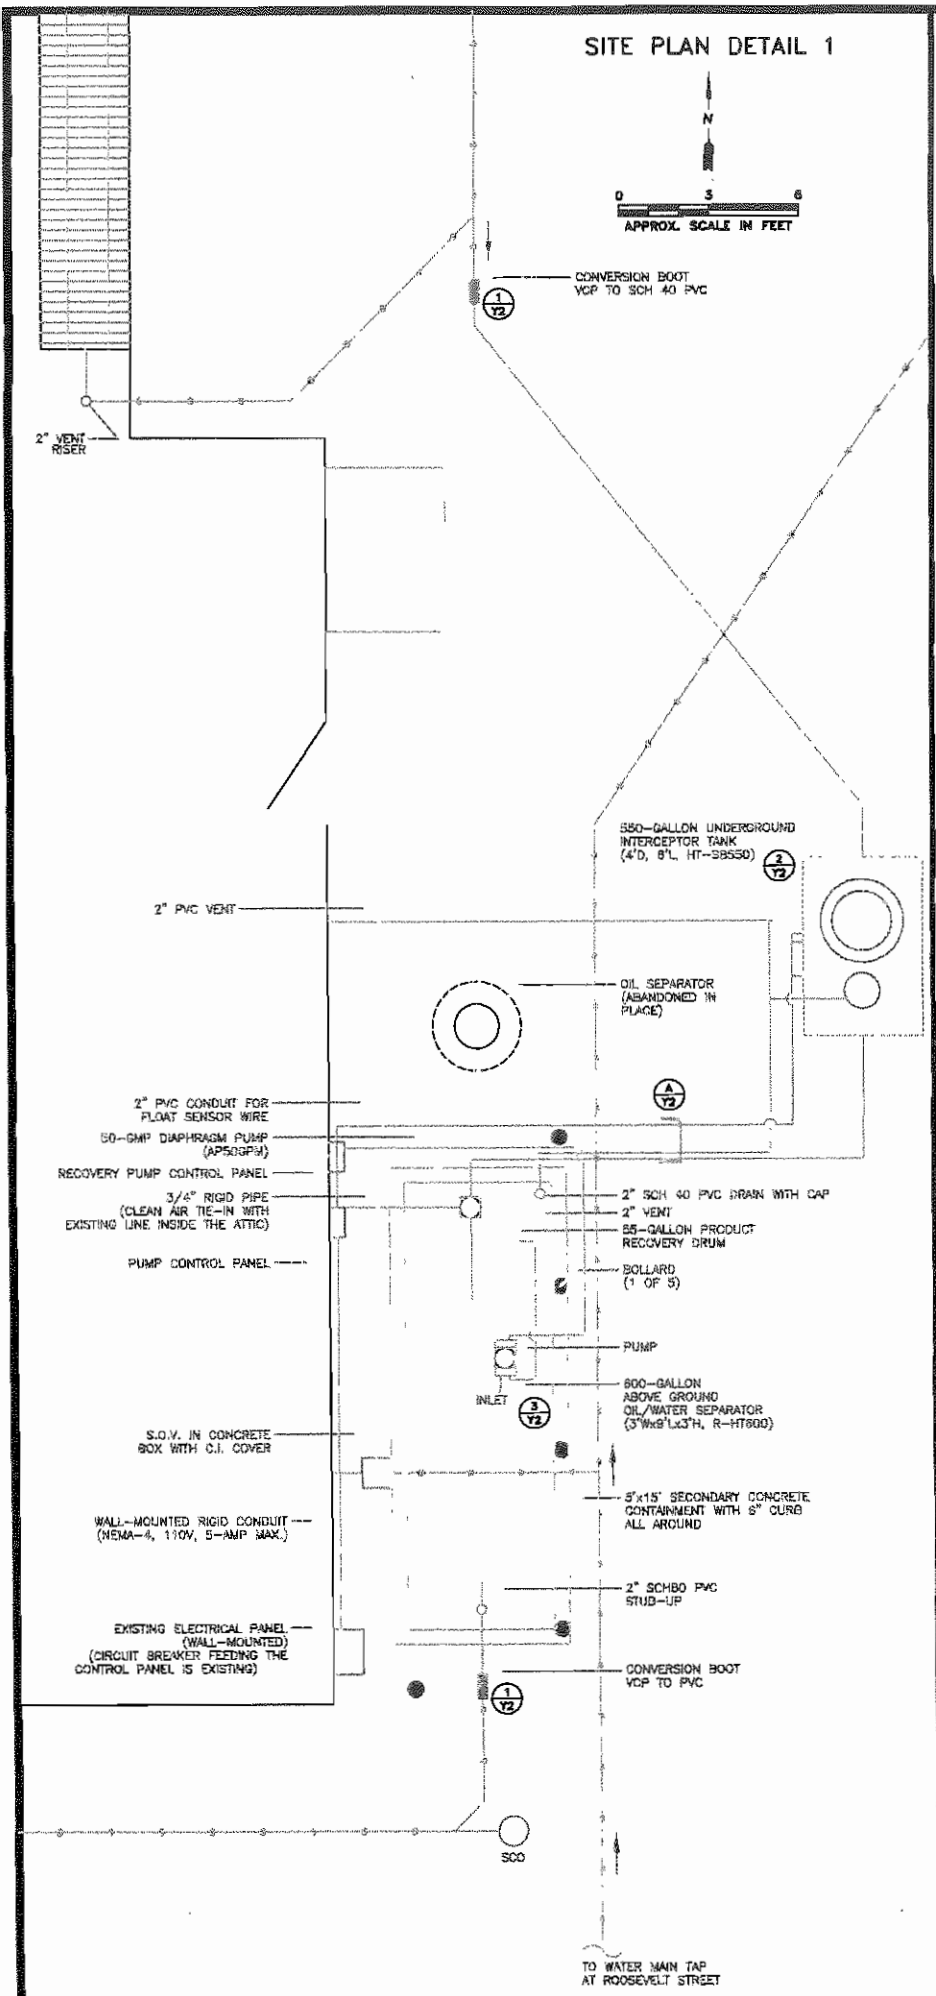 SITE PLAN DETAIL 1
N
0 3 6
APPROX. SCALE IN FEET
CONVERSION BOOT
VCP TO SCH 40 PVC
1
Y2
2" VENT
RISER
550-GALLON UNDERGROUND
INTERCEPTOR TANK
(4'D, 8'L, HT-SB550)
2
Y2
2" PVC VENT
OIL SEPARATOR
(ABANDONED IN
PLACE)
A
Y2
2" PVC CONDUIT FOR
FLOAT SENSOR WIRE
50-GMP DIAPHRAGM PUMP
(AP50GPM)
RECOVERY PUMP CONTROL PANEL
3/4" RIGID PIPE
(CLEAN AIR TIE-IN WITH
EXISTING LINE INSIDE THE ATTIC)
PUMP CONTROL PANEL
2" SCH 40 PVC DRAIN WITH CAP
2" VENT
55-GALLON PRODUCT
RECOVERY DRUM
BOLLARD
(1 OF 5)
PUMP
INLET
3
Y2
600-GALLON
ABOVE GROUND
OIL/WATER SEPARATOR
(3'Wx9'Lx3'H, R-HT600)
S.O.V. IN CONCRETE
BOX WITH C.I. COVER
WALL-MOUNTED RIGID CONDUIT
(NEMA-4, 110V, 5-AMP MAX.)
5'x15' SECONDARY CONCRETE
CONTAINMENT WITH 6" CURB
ALL AROUND
2" SCH80 PVC
STUB-UP
EXISTING ELECTRICAL PANEL
(WALL-MOUNTED)
(CIRCUIT BREAKER FEEDING THE
CONTROL PANEL IS EXISTING)
CONVERSION BOOT
VCP TO PVC
1
Y2
SCO
TO WATER MAIN TAP
AT ROOSEVELT STREET